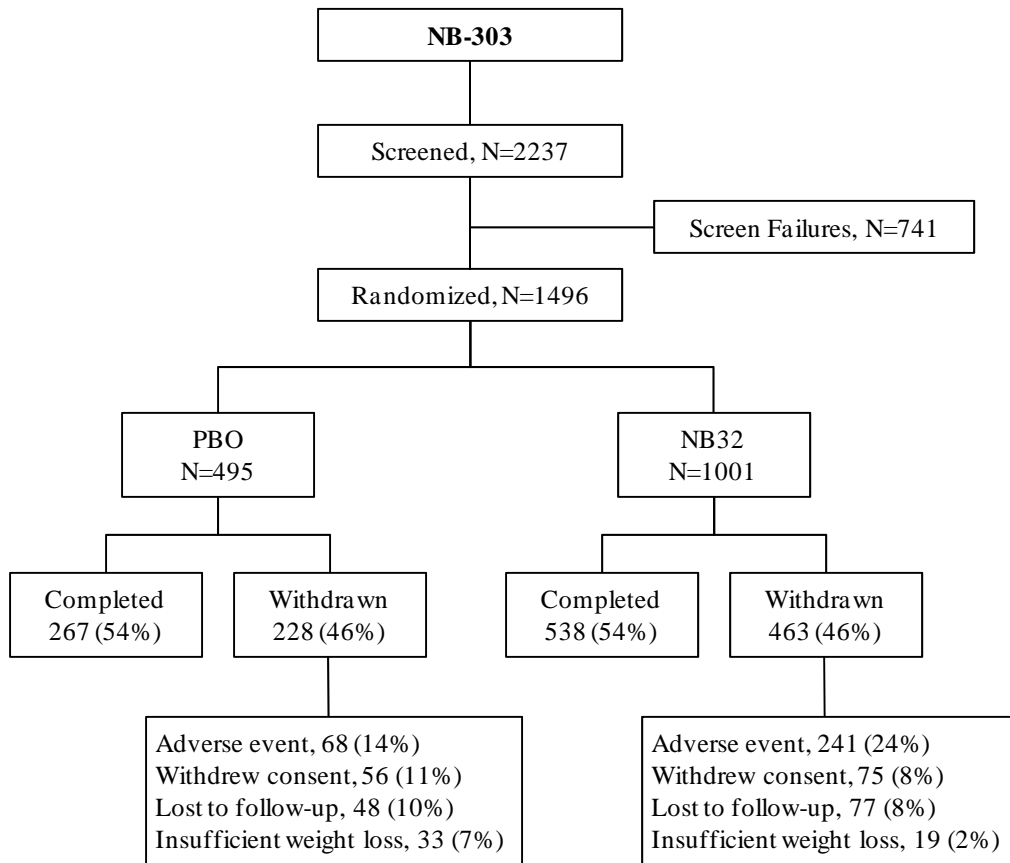 NB-303
Screened, N=2237
Screen Failures, N=741
Randomized, N=1496
PBO
N=495
NB32
N=1001
Completed
267 (54%)
Withdrawn
228 (46%)
Completed
538 (54%)
Withdrawn
463 (46%)
Adverse event, 68 (14%)
Withdrew consent, 56 (11%)
Lost to follow-up, 48 (10%)
Insufficient weight loss, 33 (7%)
Adverse event, 241 (24%)
Withdrew consent, 75 (8%)
Lost to follow-up, 77 (8%)
Insufficient weight loss, 19 (2%)